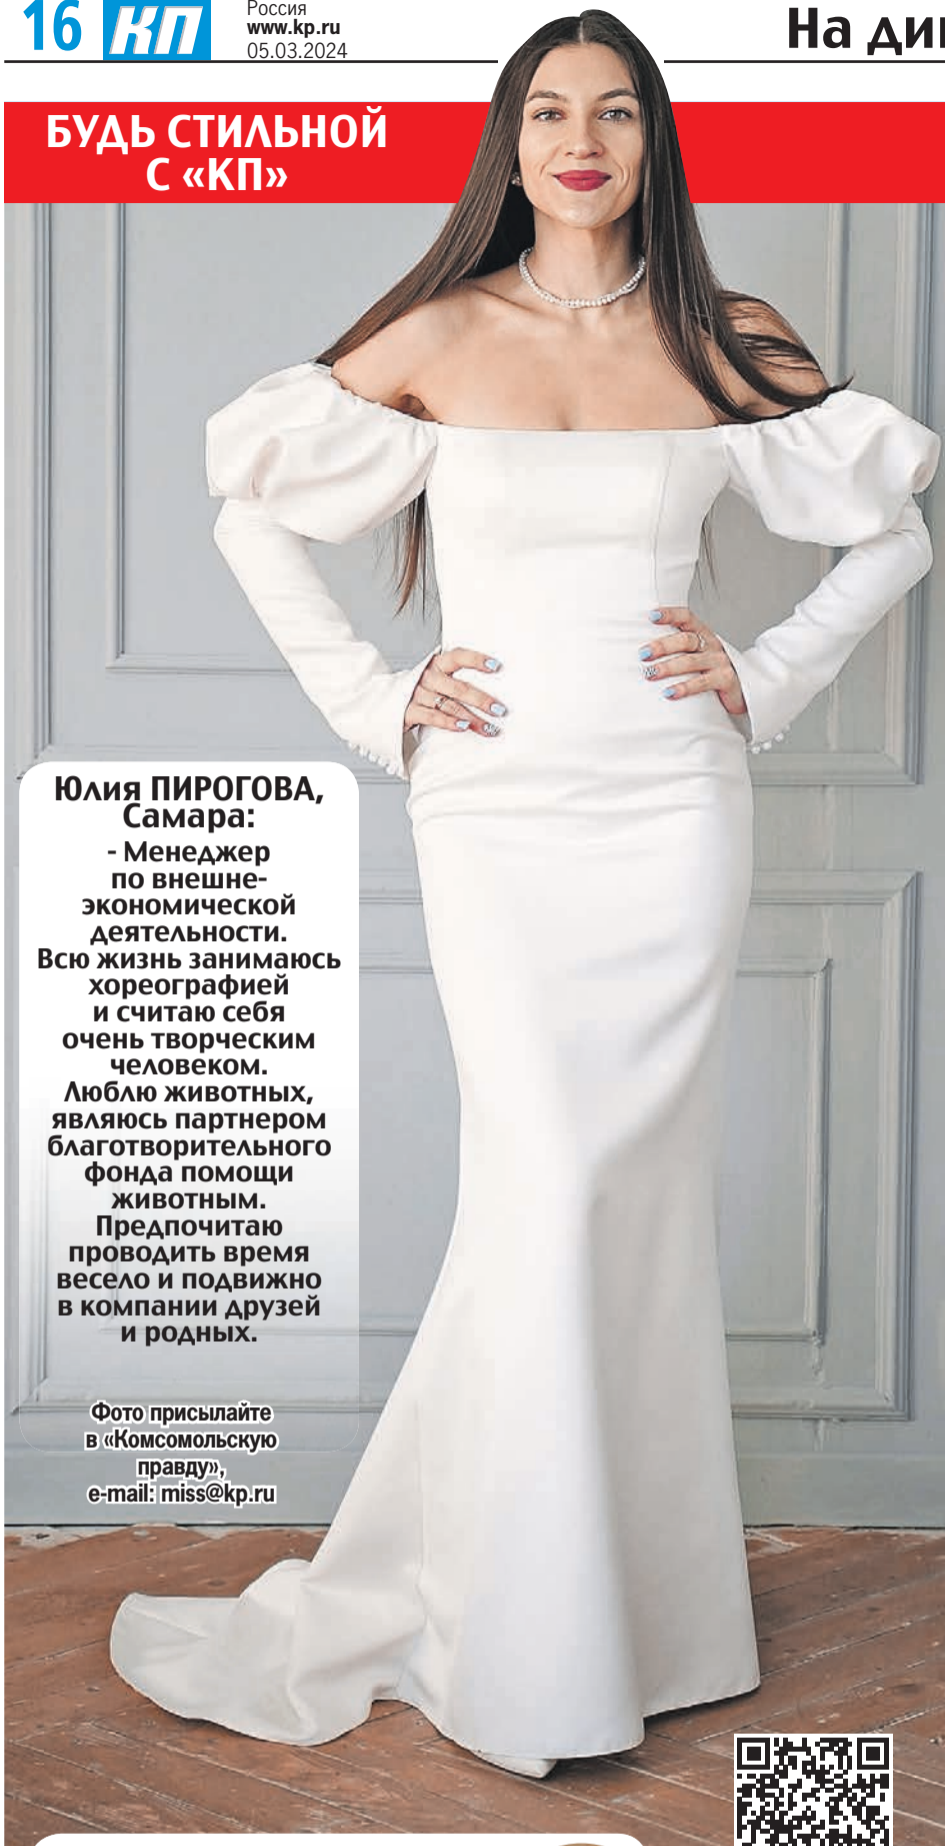 16
КП
Россия
www.kp.ru
05.03.2024
БУДЬ СТИЛЬНОЙ
С «КП»
Юлия ПИРОГОВА,
Самара:
- Менеджер
по внешне-
экономической
деятельности.
Всю жизнь занимаюсь
хореографией
и считаю себя
очень творческим
человеком.
Люблю животных,
являюсь партнером
благотворительного
фонда помощи
животным.
Предпочитаю
проводить время
весело и подвижно
в компании друзей
и родных.
Фото присылайте
в «Комсомольскую
правду»,
e-mail: miss@kp.ru
На